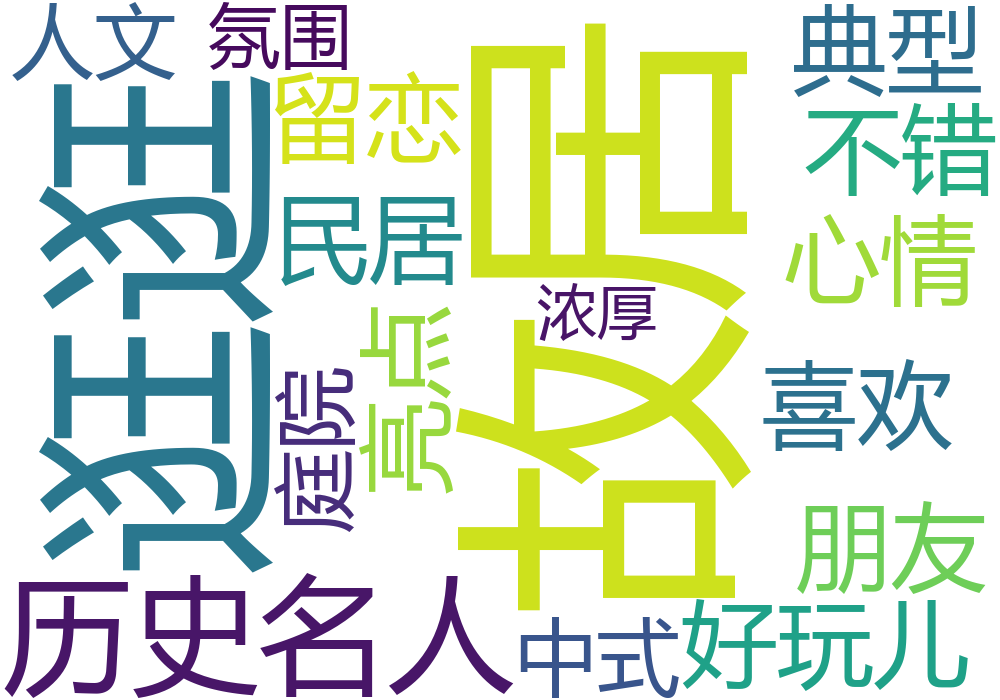 人文
氛围
典型
逛逛
留恋
故居
不错
民居
心情
浓厚
亮点
庭院
喜欢
朋友
历史名人
中式
好玩儿